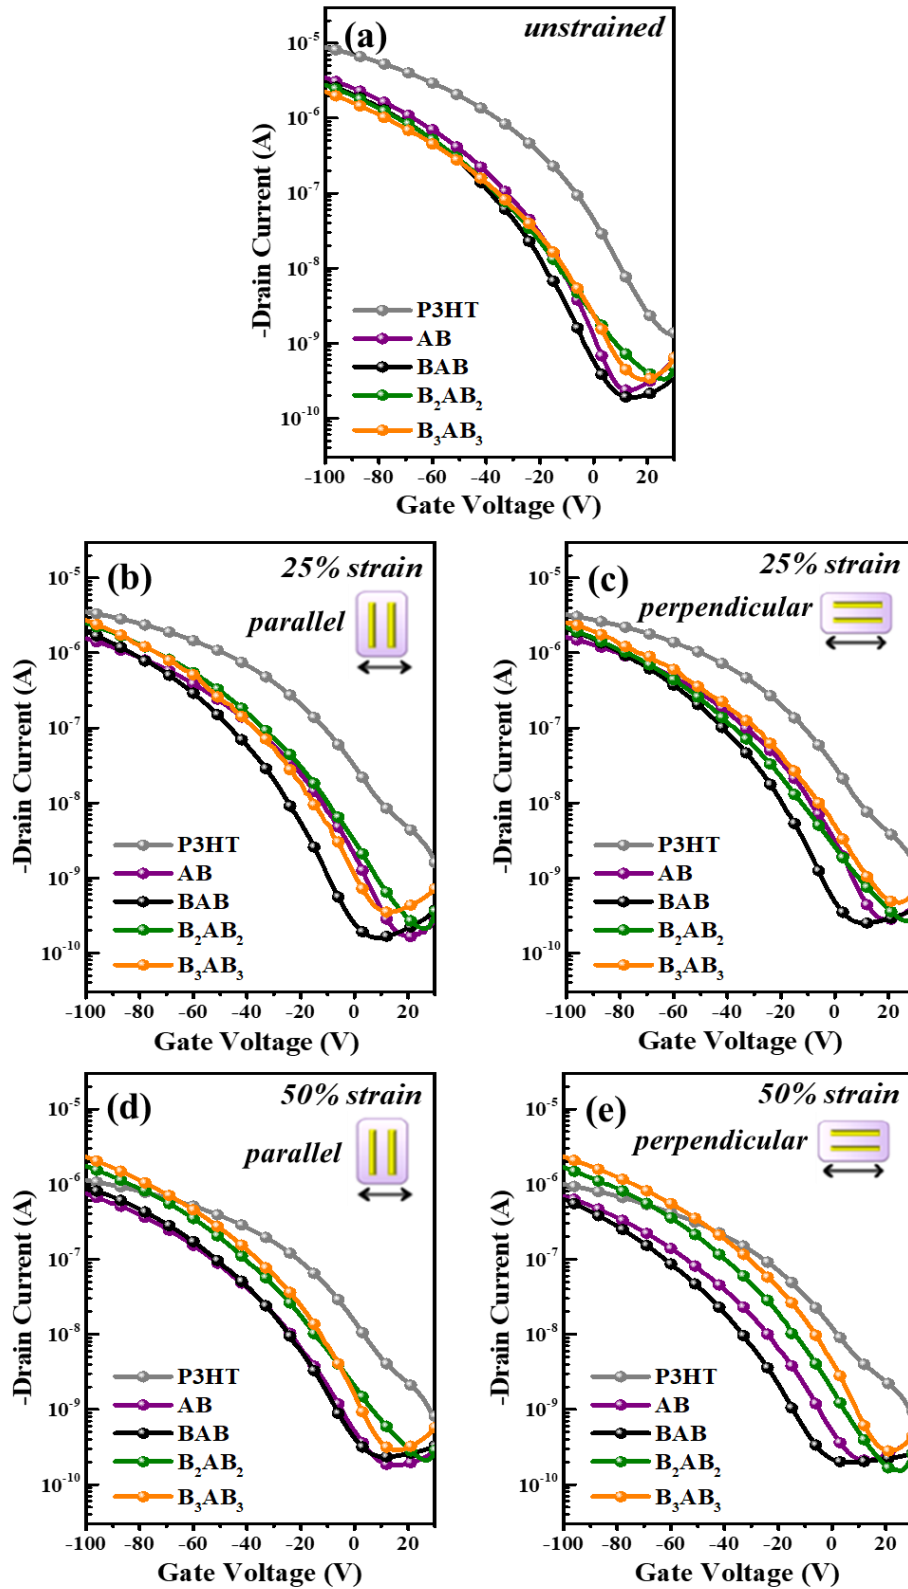 (a)
unstrained
-Drain Current (A)
10⁻⁵
10⁻⁶
10⁻⁷
10⁻⁸
10⁻⁹
10⁻¹⁰
P3HT
AB
BAB
B₂AB₂
B₃AB₃
-100 -80 -60 -40 -20 0 20
Gate Voltage (V)
(b)
25% strain
parallel
-Drain Current (A)
10⁻⁵
10⁻⁶
10⁻⁷
10⁻⁸
10⁻⁹
10⁻¹⁰
P3HT
AB
BAB
B₂AB₂
B₃AB₃
-100 -80 -60 -40 -20 0 20
Gate Voltage (V)
(c)
25% strain
perpendicular
-Drain Current (A)
10⁻⁵
10⁻⁶
10⁻⁷
10⁻⁸
10⁻⁹
10⁻¹⁰
P3HT
AB
BAB
B₂AB₂
B₃AB₃
-100 -80 -60 -40 -20 0 20
Gate Voltage (V)
(d)
50% strain
parallel
-Drain Current (A)
10⁻⁵
10⁻⁶
10⁻⁷
10⁻⁸
10⁻⁹
10⁻¹⁰
P3HT
AB
BAB
B₂AB₂
B₃AB₃
-100 -80 -60 -40 -20 0 20
Gate Voltage (V)
(e)
50% strain
perpendicular
-Drain Current (A)
10⁻⁵
10⁻⁶
10⁻⁷
10⁻⁸
10⁻⁹
10⁻¹⁰
P3HT
AB
BAB
B₂AB₂
B₃AB₃
-100 -80 -60 -40 -20 0 20
Gate Voltage (V)